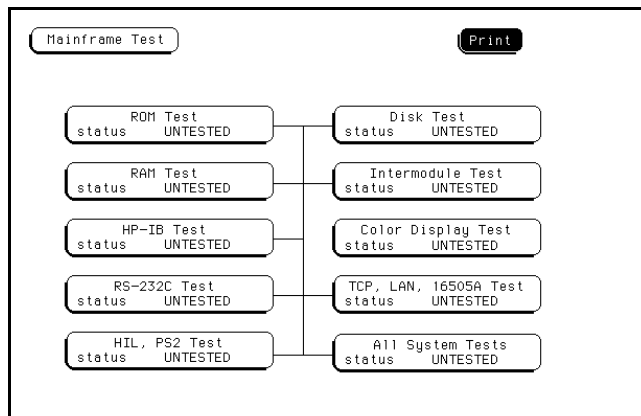 Mainframe Test
Print
ROM Test
status UNTESTED
Disk Test
status UNTESTED
RAM Test
status UNTESTED
Intermodule Test
status UNTESTED
HP-IB Test
status UNTESTED
Color Display Test
status UNTESTED
RS-232C Test
status UNTESTED
TCP, LAN, 16505A Test
status UNTESTED
HIL, PS2 Test
status UNTESTED
All System Tests
status UNTESTED